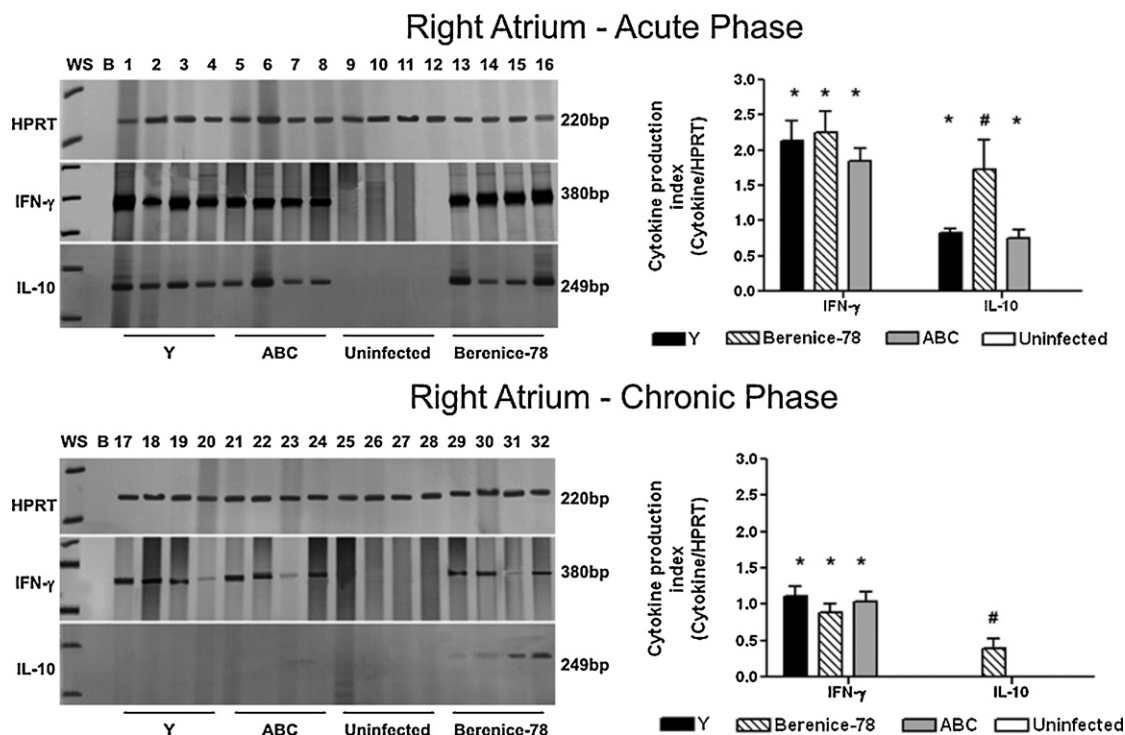 Right Atrium - Acute Phase
WS B 1 2 3 4 5 6 7 8 9 10 11 12 13 14 15 16
HPRT 220bp
IFN-γ 380bp
IL-10 249bp
Y ABC Uninfected Berenice-78
Cytokine production
index
(Cytokine/HPRT)
3.0
2.5
2.0
1.5
1.0
0.5
0.0
* * * * # *
IFN-γ IL-10
Y Berenice-78 ABC Uninfected
Right Atrium - Chronic Phase
WS B 17 18 19 20 21 22 23 24 25 26 27 28 29 30 31 32
HPRT 220bp
IFN-γ 380bp
IL-10 249bp
Y ABC Uninfected Berenice-78
Cytokine production
index
(Cytokine/HPRT)
3.0
2.5
2.0
1.5
1.0
0.5
0.0
* * * #
IFN-γ IL-10
Y Berenice-78 ABC Uninfected